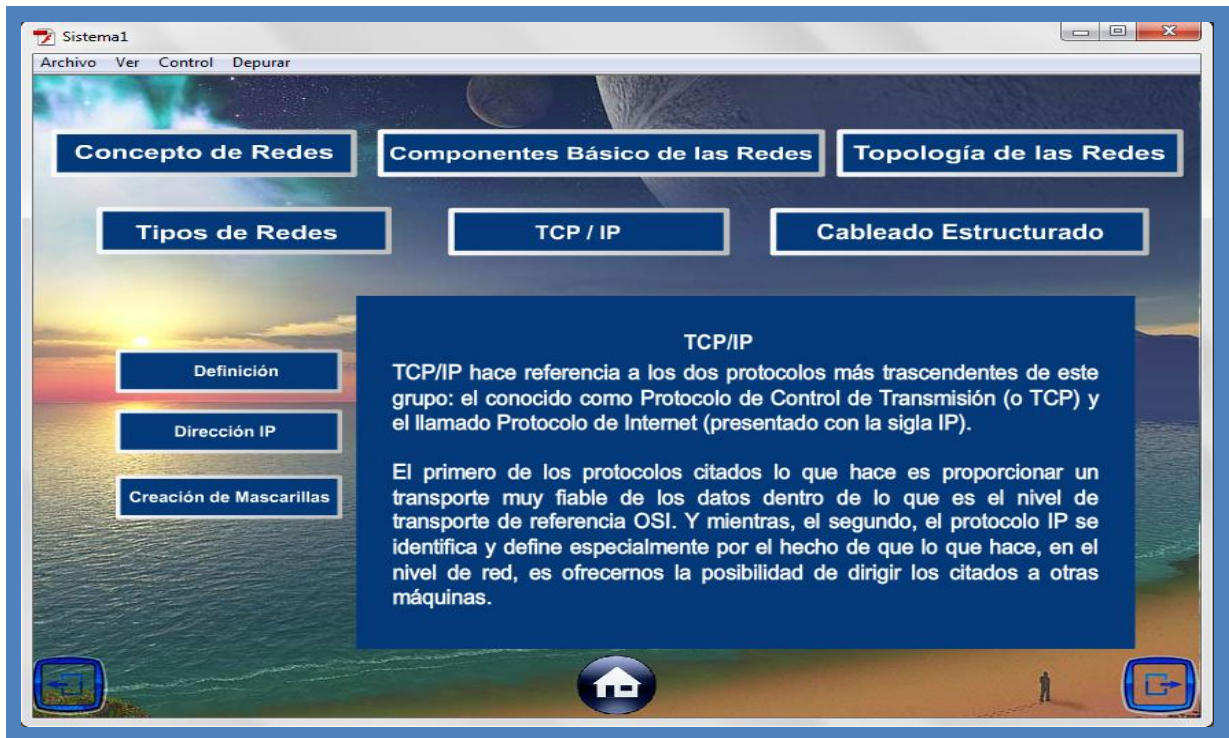 Sistema1
Archivo Ver Control Depurar
Concepto de Redes
Componentes Básico de las Redes
Topología de las Redes
Tipos de Redes
TCP / IP
Cableado Estructurado
Definición
Dirección IP
Creación de Mascarillas
TCP/IP
TCP/IP hace referencia a los dos protocolos más trascendentes de este
grupo: el conocido como Protocolo de Control de Transmisión (o TCP) y
el llamado Protocolo de Internet (presentado con la sigla IP).
El primero de los protocolos citados lo que hace es proporcionar un
transporte muy fiable de los datos dentro de lo que es el nivel de
transporte de referencia OSI. Y mientras, el segundo, el protocolo IP se
identifica y define especialmente por el hecho de que lo que hace, en el
nivel de red, es ofrecernos la posibilidad de dirigir los citados a otras
máquinas.